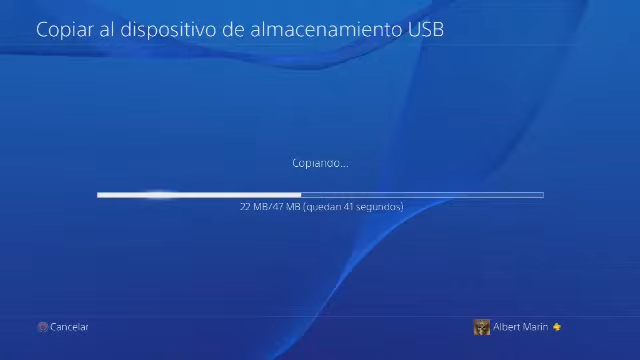 Copiar al dispositivo de almacenamiento USB
Copiando...
22 MB/47 MB (quedan 41 segundos)
Cancelar
Albert Marin